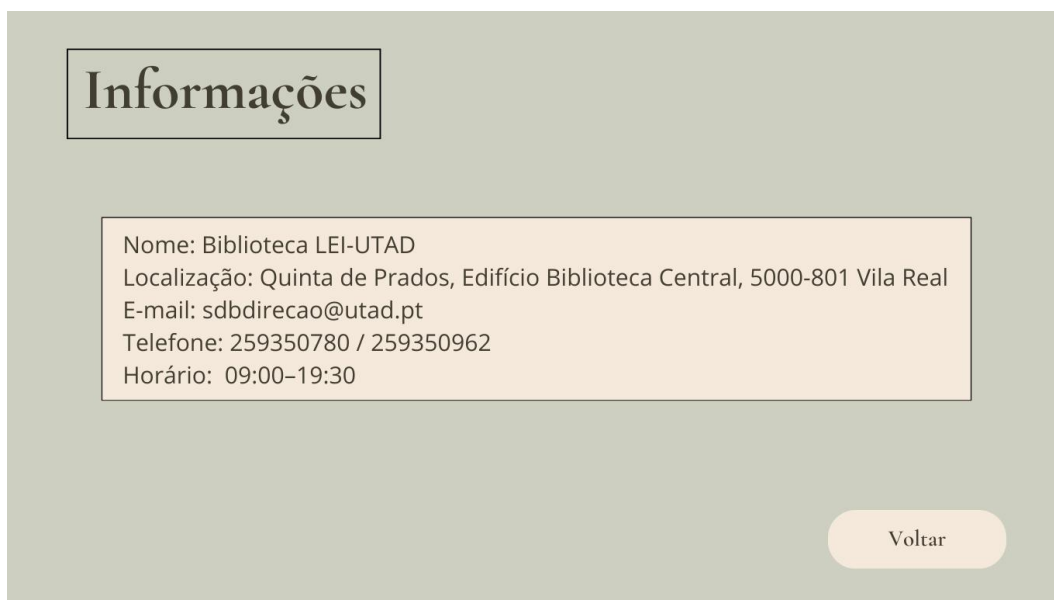 Informações
Nome: Biblioteca LEI-UTAD
Localização: Quinta de Prados, Edifício Biblioteca Central, 5000-801 Vila Real
E-mail: sdbdirecao@utad.pt
Telefone: 259350780 / 259350962
Horário:  09:00–19:30
Voltar